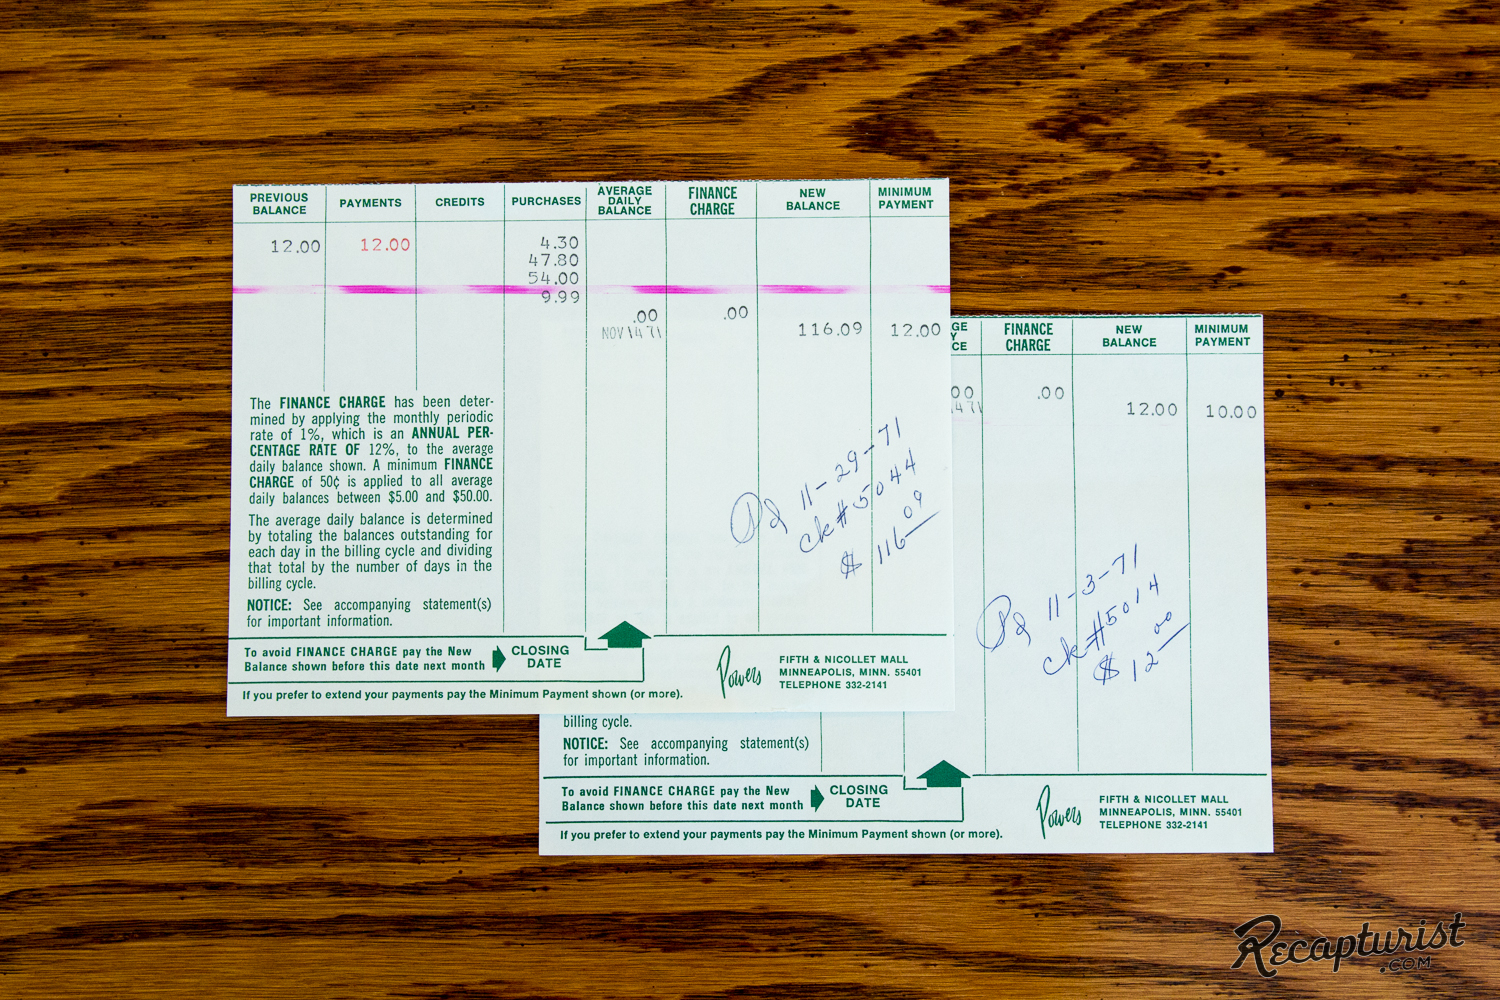 PREVIOUS BALANCE PAYMENTS CREDITS PURCHASES AVERAGE DAILY BALANCE FINANCE CHARGE NEW BALANCE MINIMUM PAYMENT
12.00 12.00 4.30
47.80
54.00
9.99
.00 .00
NOV 14 71 116.09 12.00
The FINANCE CHARGE has been deter-
mined by applying the monthly periodic
rate of 1%, which is an ANNUAL PER-
CENTAGE RATE OF 12%, to the average
daily balance shown. A minimum FINANCE
CHARGE of 50¢ is applied to all average
daily balances between $5.00 and $50.00.
The average daily balance is determined
by totaling the balances outstanding for
each day in the billing cycle and dividing
that total by the number of days in the
billing cycle.
NOTICE: See accompanying statement(s)
for important information.
Pd 11-29-71
ck#5044
$116 09
To avoid FINANCE CHARGE pay the New
Balance shown before this date next month
CLOSING
DATE
If you prefer to extend your payments pay the Minimum Payment shown (or more).
Powers
FIFTH & NICOLLET MALL
MINNEAPOLIS, MINN. 55401
TELEPHONE 332-2141
GE
Y
CE
FINANCE CHARGE NEW BALANCE MINIMUM PAYMENT
00 .00
4 71 12.00 10.00
Pd 11-3-71
ck#5014
$12 00
billing cycle.
NOTICE: See accompanying statement(s)
for important information.
To avoid FINANCE CHARGE pay the New
Balance shown before this date next month
CLOSING
DATE
If you prefer to extend your payments pay the Minimum Payment shown (or more).
Powers
FIFTH & NICOLLET MALL
MINNEAPOLIS, MINN. 55401
TELEPHONE 332-2141
Recapturist
.COM